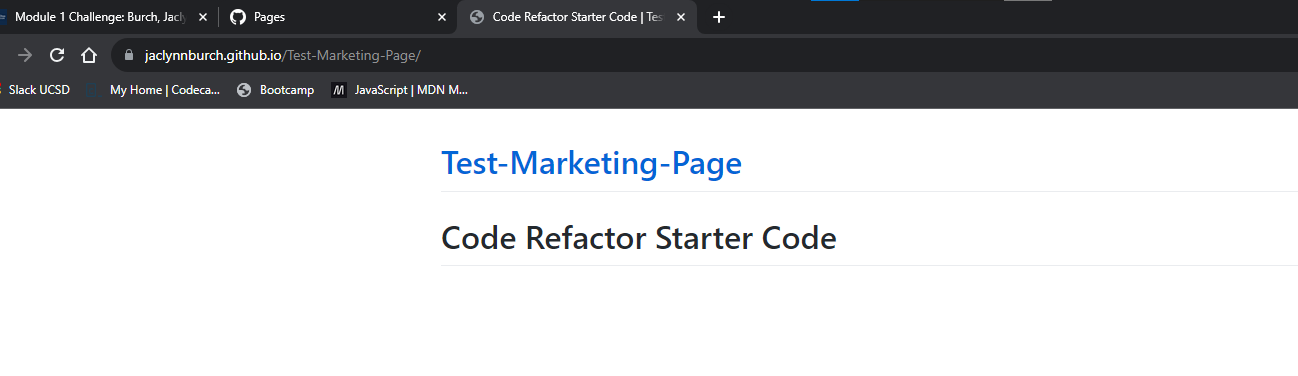 Module 1 Challenge: Burch, Jacly
Pages
Code Refactor Starter Code | Tes
jaclynnburch.github.io/Test-Marketing-Page/
Slack UCSD
My Home | Codeca...
Bootcamp
JavaScript | MDN M...
Test-Marketing-Page
Code Refactor Starter Code